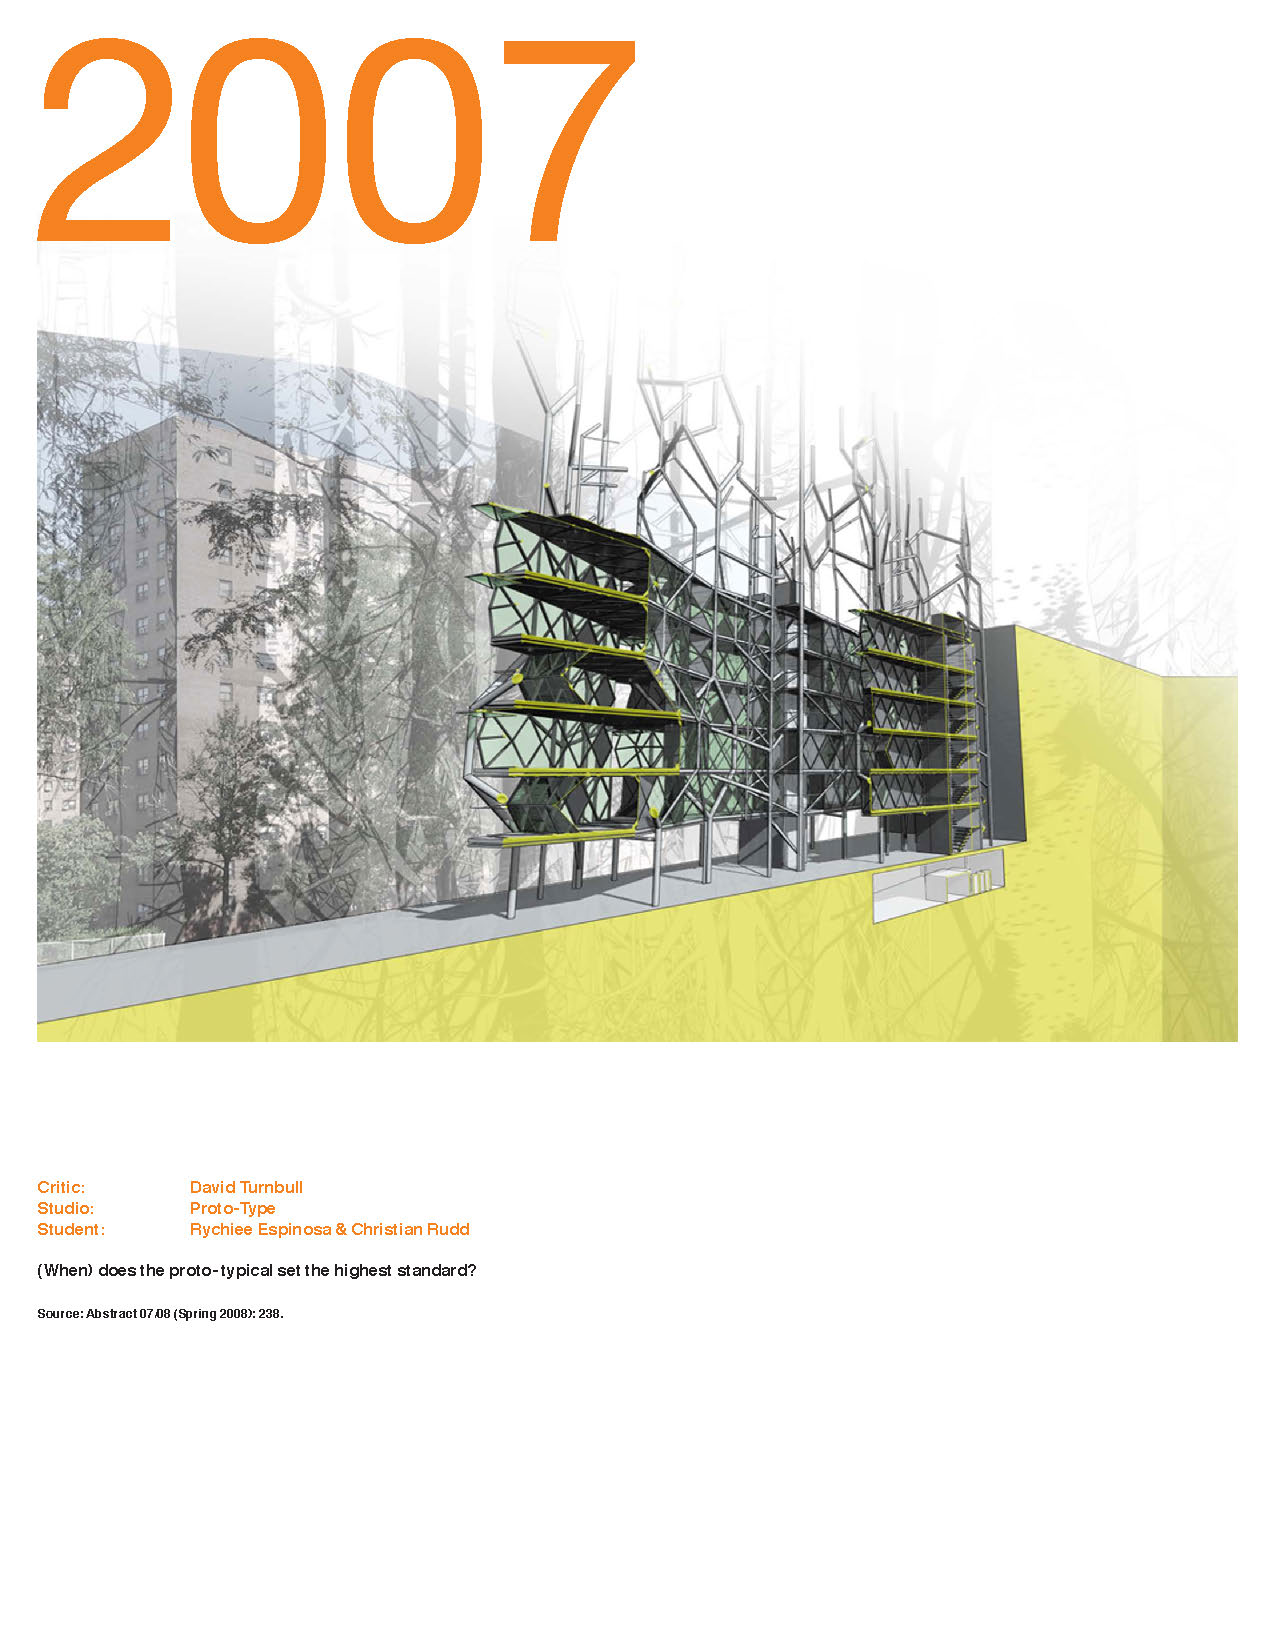 2007
Critic: David Turnbull
Studio: Proto-Type
Student: Rychiee Espinosa & Christian Rudd
(When) does the proto-typical set the highest standard?
Source: Abstract 07/08 (Spring 2008): 238.